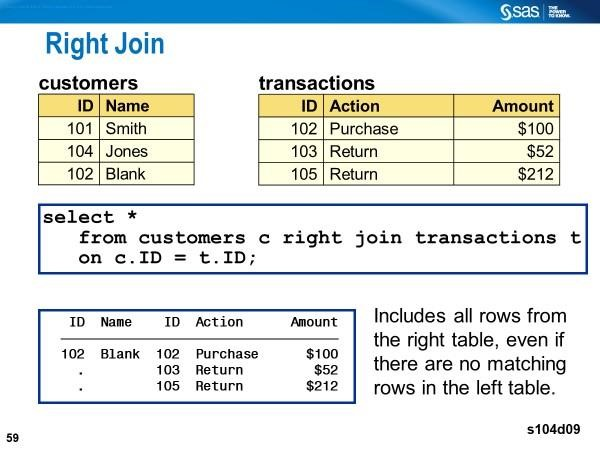 sas THE POWER TO KNOW.
Right Join
customers
ID Name
101 Smith
104 Jones
102 Blank
transactions
ID Action Amount
102 Purchase $100
103 Return $52
105 Return $212
select *
from customers c right join transactions t
on c.ID = t.ID;
ID Name ID Action Amount
102 Blank 102 Purchase $100
. 103 Return $52
. 105 Return $212
Includes all rows from
the right table, even if
there are no matching
rows in the left table.
59
s104d09